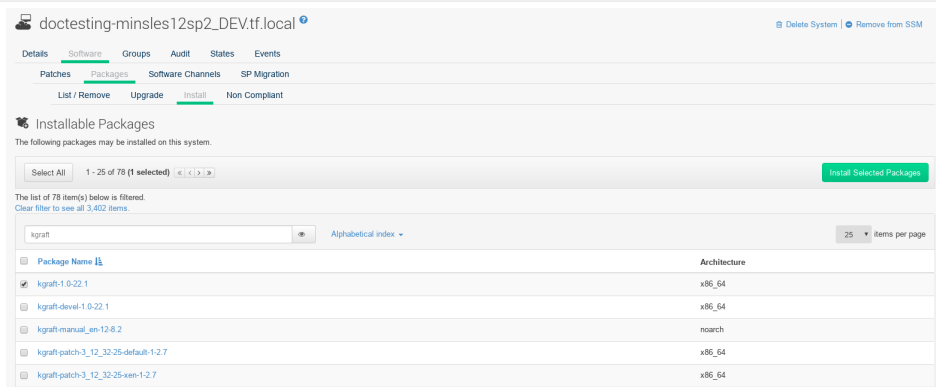 doctesting-minsles12sp2_DEV.tf.local ?
Delete System | Remove from SSM
Details Software Groups Audit States Events
Patches Packages Software Channels SP Migration
List / Remove Upgrade Install Non Compliant
Installable Packages
The following packages may be installed on this system.
Select All 1 - 25 of 78 (1 selected) « < > » Install Selected Packages
The list of 78 item(s) below is filtered.
Clear filter to see all 3,402 items.
kgraft Alphabetical index 25 items per page
Package Name Architecture
kgraft-1.0-22.1 x86_64
kgraft-devel-1.0-22.1 x86_64
kgraft-manual_en-12-8.2 noarch
kgraft-patch-3_12_32-25-default-1-2.7 x86_64
kgraft-patch-3_12_32-25-xen-1-2.7 x86_64